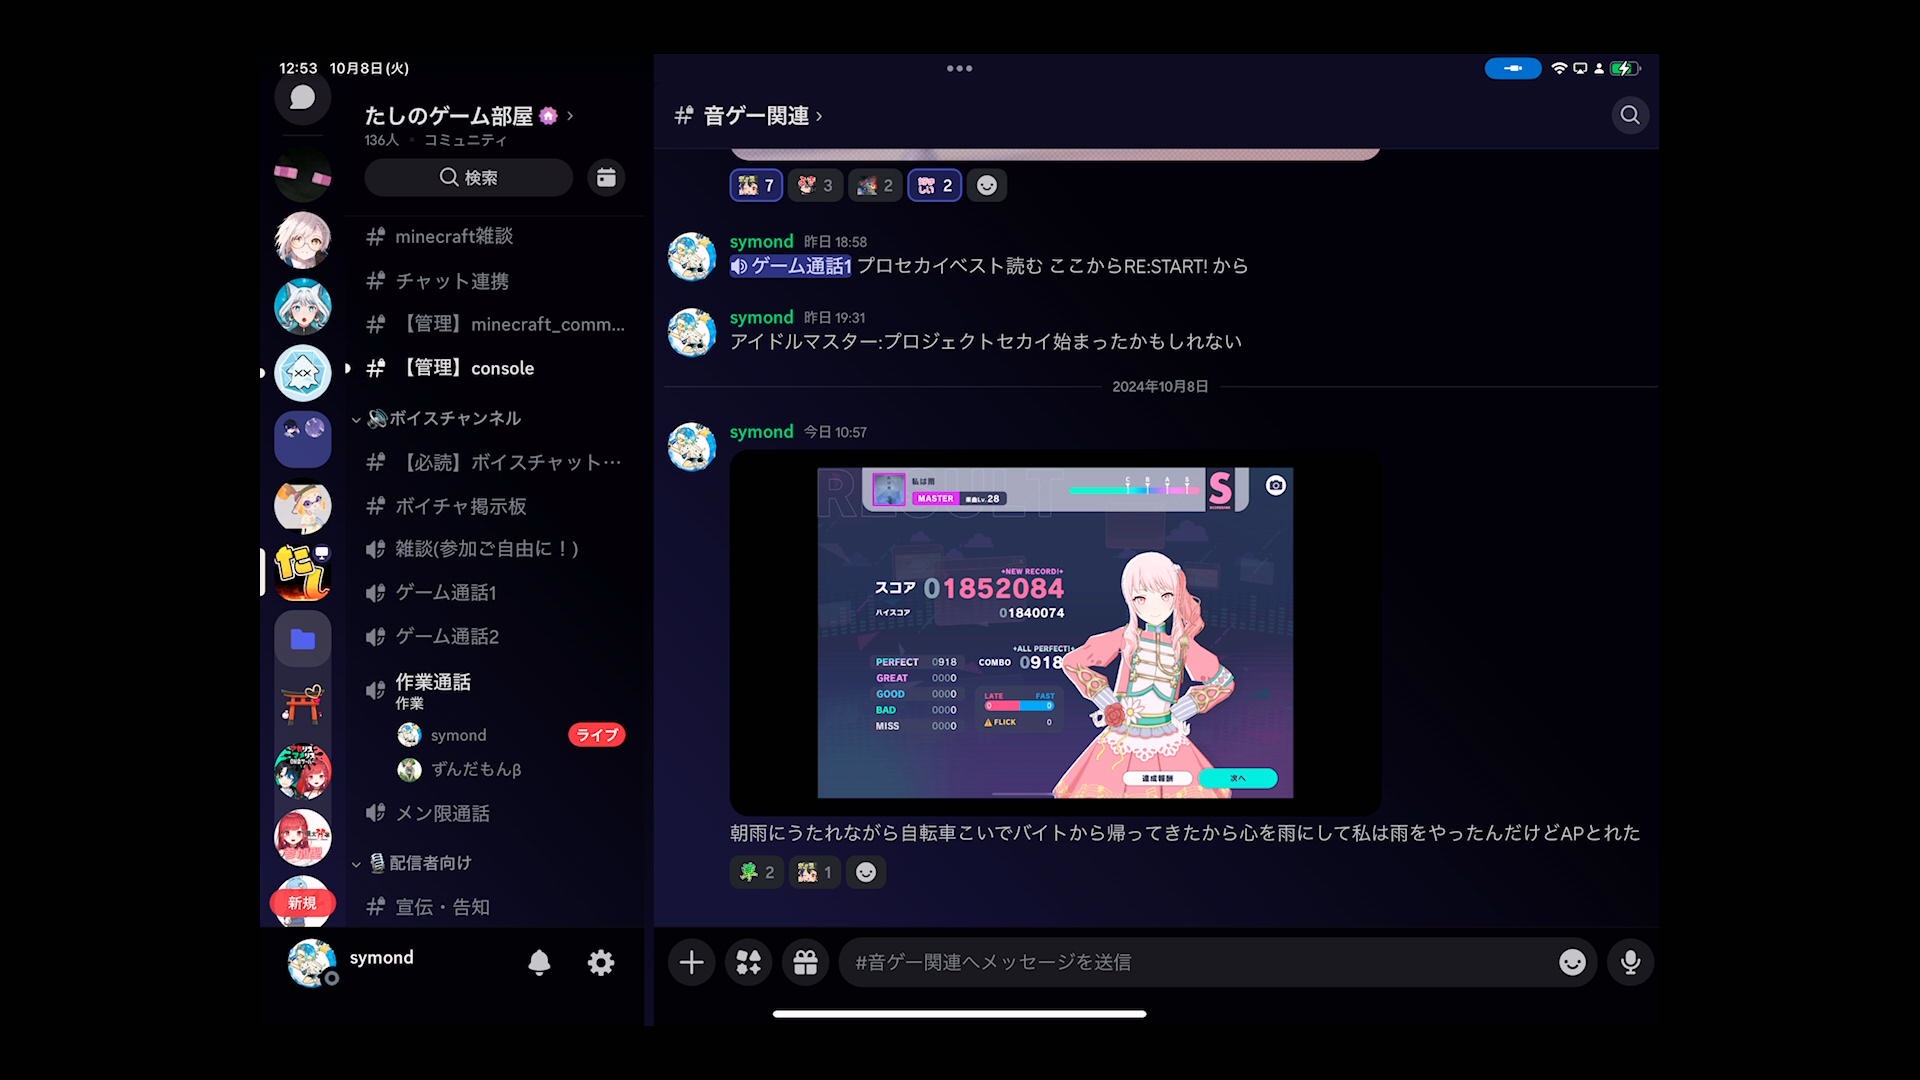 12:53 10月8日(火)
たしのゲーム部屋
136人・コミュニティ
検索
minecraft雑談
チャット連携
【管理】minecraft_comm...
【管理】console
ボイスチャンネル
【必読】ボイスチャット…
ボイチャ掲示板
雑談(参加ご自由に！)
ゲーム通話1
ゲーム通話2
作業通話
作業
symond ライブ
ずんだもんβ
メン限通話
配信者向け
宣伝・告知
たし
新規
symond
音ゲー関連
7 3 2 2
symond 昨日 18:58
ゲーム通話1 プロセカイベスト読む ここからRE:START! から
symond 昨日 19:31
アイドルマスター:プロジェクトセカイ始まったかもしれない
2024年10月8日
symond 今日 10:57
RESULT
私は雨
MASTER 楽曲Lv.28
C B A S
S
NEW RECORD!
スコア 01852084
ハイスコア 01840074
ALL PERFECT!
PERFECT 0918 COMBO 0918
GREAT 0000
GOOD 0000
BAD 0000
MISS 0000
LATE FAST
0 0
FLICK 0
達成報酬 次へ
朝雨にうたれながら自転車こいでバイトから帰ってきたから心を雨にして私は雨をやったんだけどAPとれた
2 1
#音ゲー関連へメッセージを送信